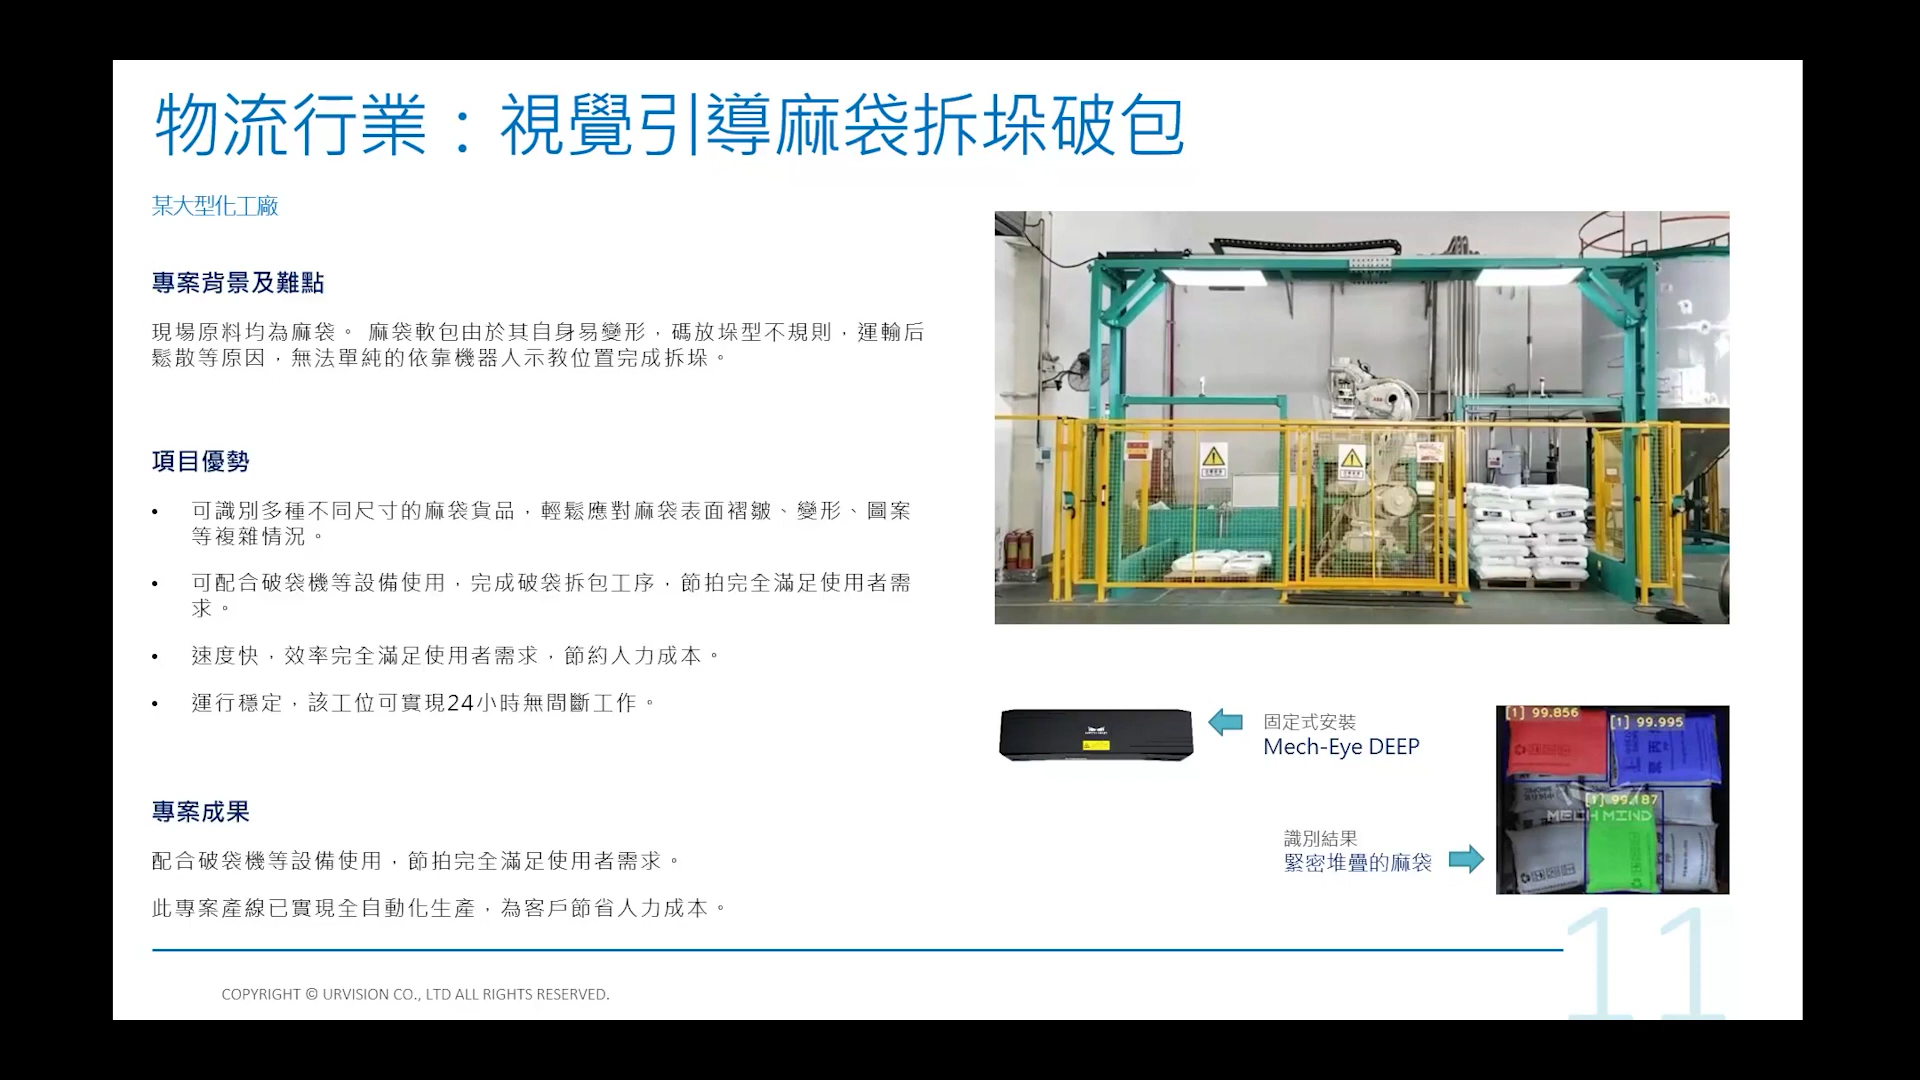 物流行業：視覺引導麻袋拆垛破包
某大型化工廠
專案背景及難點
現場原料均為麻袋。 麻袋軟包由於其自身易變形，碼放垛型不規則，運輸后
鬆散等原因，無法單純的依靠機器人示教位置完成拆垛。
項目優勢
• 可識別多種不同尺寸的麻袋貨品，輕鬆應對麻袋表面褶皺、變形、圖案
等複雜情況。
• 可配合破袋機等設備使用，完成破袋拆包工序，節拍完全滿足使用者需
求。
• 速度快，效率完全滿足使用者需求，節約人力成本。
• 運行穩定，該工位可實現24小時無間斷工作。
專案成果
配合破袋機等設備使用，節拍完全滿足使用者需求。
此專案產線已實現全自動化生產，為客戶節省人力成本。
固定式安裝
Mech-Eye DEEP
識別結果
緊密堆疊的麻袋
[1] 99.856
[1] 99.995
[1] 99.187
MECH MIND
11
COPYRIGHT © URVISION CO., LTD ALL RIGHTS RESERVED.